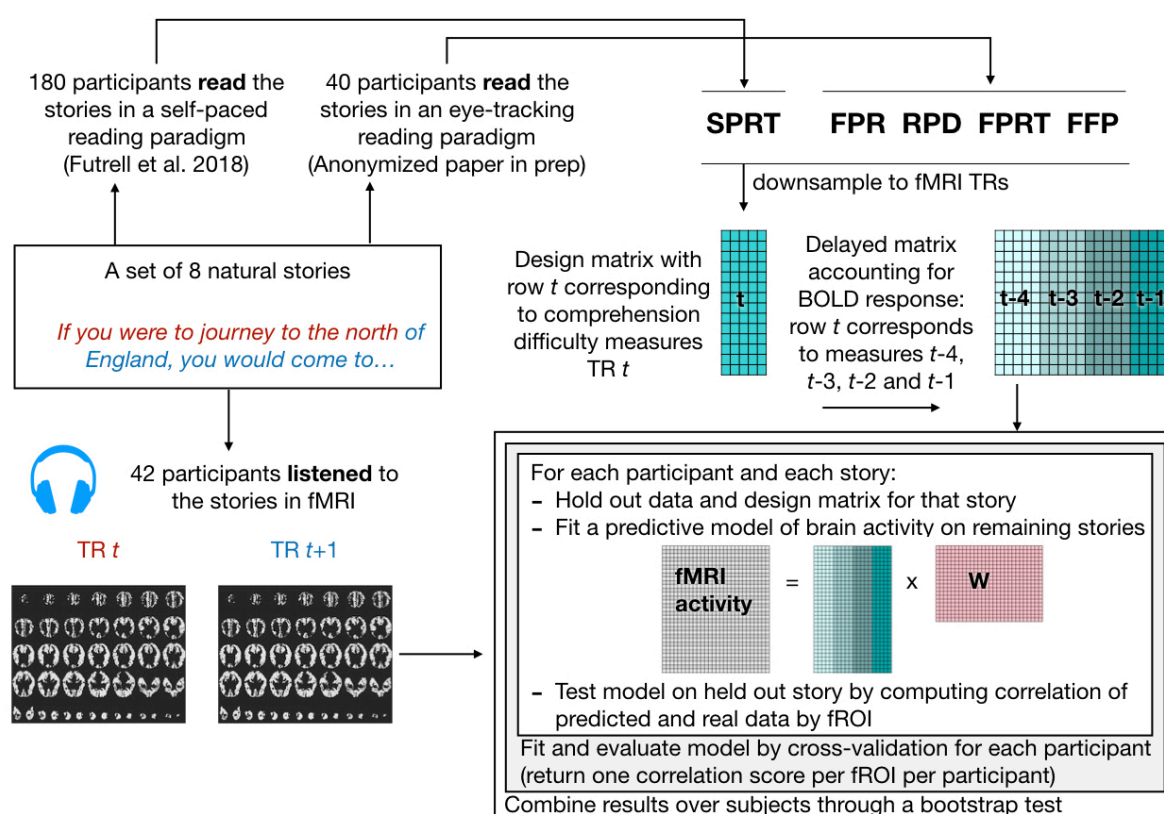 180 participants read the
stories in a self-paced
reading paradigm
(Futrell et al. 2018)
40 participants read the
stories in an eye-tracking
reading paradigm
(Anonymized paper in prep)
SPRT
FPR RPD FPRT FFP
downsample to fMRI TRs
A set of 8 natural stories
If you were to journey to the north of
England, you would come to…
Design matrix with
row t corresponding
to comprehension
difficulty measures
TR t
t
Delayed matrix
accounting for
BOLD response:
row t corresponds
to measures t-4,
t-3, t-2 and t-1
t-4 t-3 t-2 t-1
42 participants listened to
the stories in fMRI
TR t
TR t+1
For each participant and each story:
– Hold out data and design matrix for that story
– Fit a predictive model of brain activity on remaining stories
fMRI
activity
= x
W
– Test model on held out story by computing correlation of
predicted and real data by fROI
Fit and evaluate model by cross-validation for each participant
(return one correlation score per fROI per participant)
Combine results over subjects through a bootstrap test